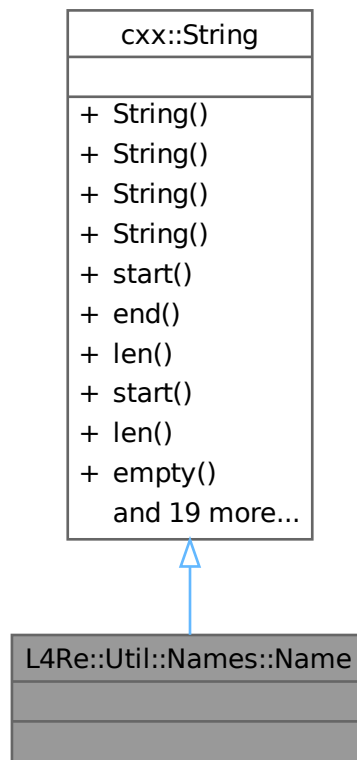 cxx::String
+ String()
+ String()
+ String()
+ String()
+ start()
+ end()
+ len()
+ start()
+ len()
+ empty()
and 19 more...
L4Re::Util::Names::Name